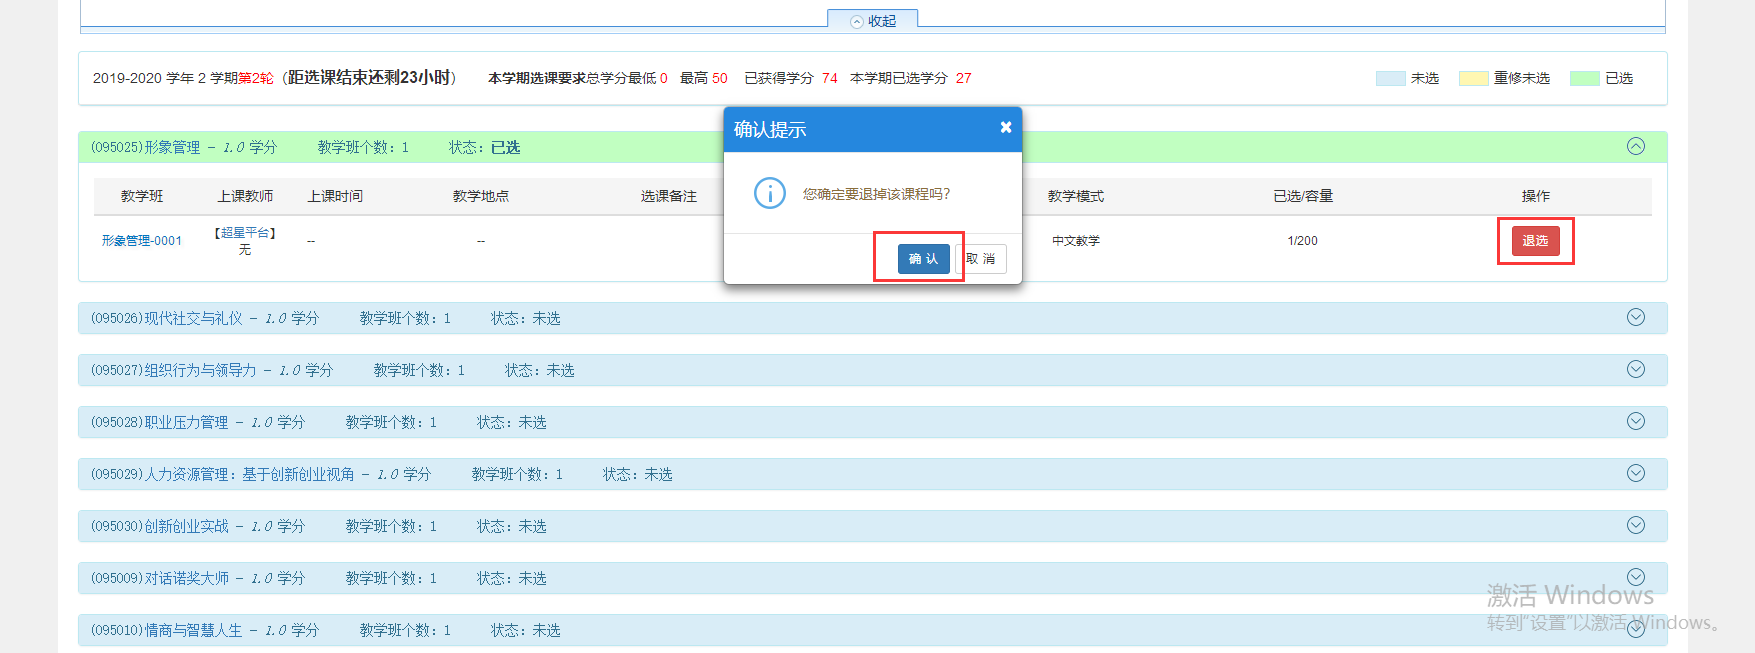 收起
2019-2020 学年 2 学期第2轮（距选课结束还剩23小时） 本学期选课要求总学分最低 0 最高 50 已获得学分 74 本学期已选学分 27 未选 重修未选 已选
确认提示 ×
您确定要退掉该课程吗？
确 认 取 消
(095025)形象管理 - 1.0 学分 教学班个数：1 状态：已选
教学班 上课教师 上课时间 教学地点 选课备注 教学模式 已选/容量 操作
形象管理-0001 【超星平台】 -- -- 中文教学 1/200 退选
无
(095026)现代社交与礼仪 - 1.0 学分 教学班个数：1 状态：未选
(095027)组织行为与领导力 - 1.0 学分 教学班个数：1 状态：未选
(095028)职业压力管理 - 1.0 学分 教学班个数：1 状态：未选
(095029)人力资源管理：基于创新创业视角 - 1.0 学分 教学班个数：1 状态：未选
(095030)创新创业实战 - 1.0 学分 教学班个数：1 状态：未选
(095009)对话诺奖大师 - 1.0 学分 教学班个数：1 状态：未选
(095010)情商与智慧人生 - 1.0 学分 教学班个数：1 状态：未选
激活 Windows
转到“设置”以激活 Windows。